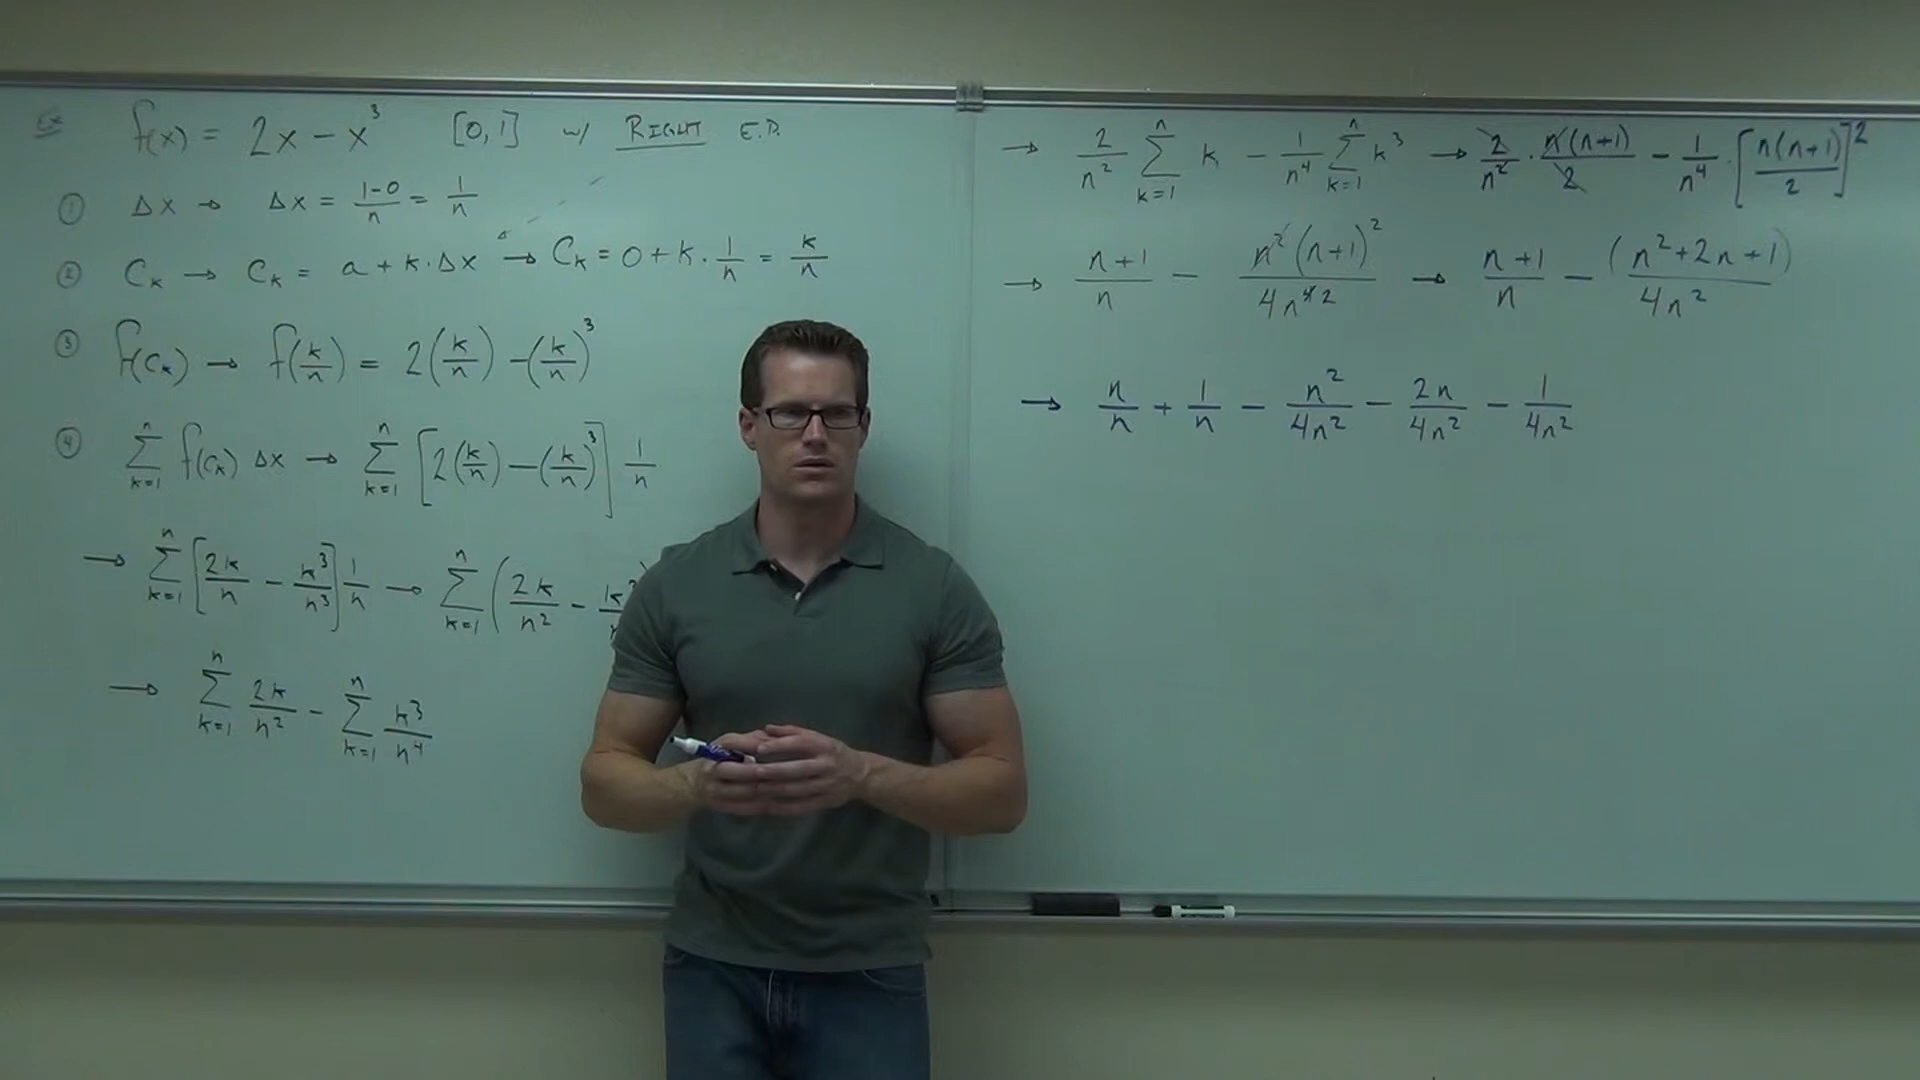 Ex f(x) = 2x - x³ [0,1] w/ RIGHT E.P.
① Δx → Δx = (1-0)/n = 1/n
② Cₖ → Cₖ = a + k·Δx → Cₖ = 0 + k · 1/n = k/n
③ f(Cₖ) → f(k/n) = 2(k/n) - (k/n)³
④ Σₖ₌₁ⁿ f(Cₖ) Δx → Σₖ₌₁ⁿ [2(k/n) - (k/n)³] 1/n
→ Σₖ₌₁ⁿ [2k/n - k³/n³] 1/n → Σₖ₌₁ⁿ (2k/n² -
→ Σₖ₌₁ⁿ 2k/n² - Σₖ₌₁ⁿ k³/n⁴
→ 2/n² Σₖ₌₁ⁿ k - 1/n⁴ Σₖ₌₁ⁿ k³ → 2/n² · n(n+1)/2 - 1/n⁴ · [n(n+1)/2]²
→ (n+1)/n - n²(n+1)²/4n⁴ ² → (n+1)/n - (n²+2n+1)/4n²
→ n/n + 1/n - n²/4n² - 2n/4n² - 1/4n²